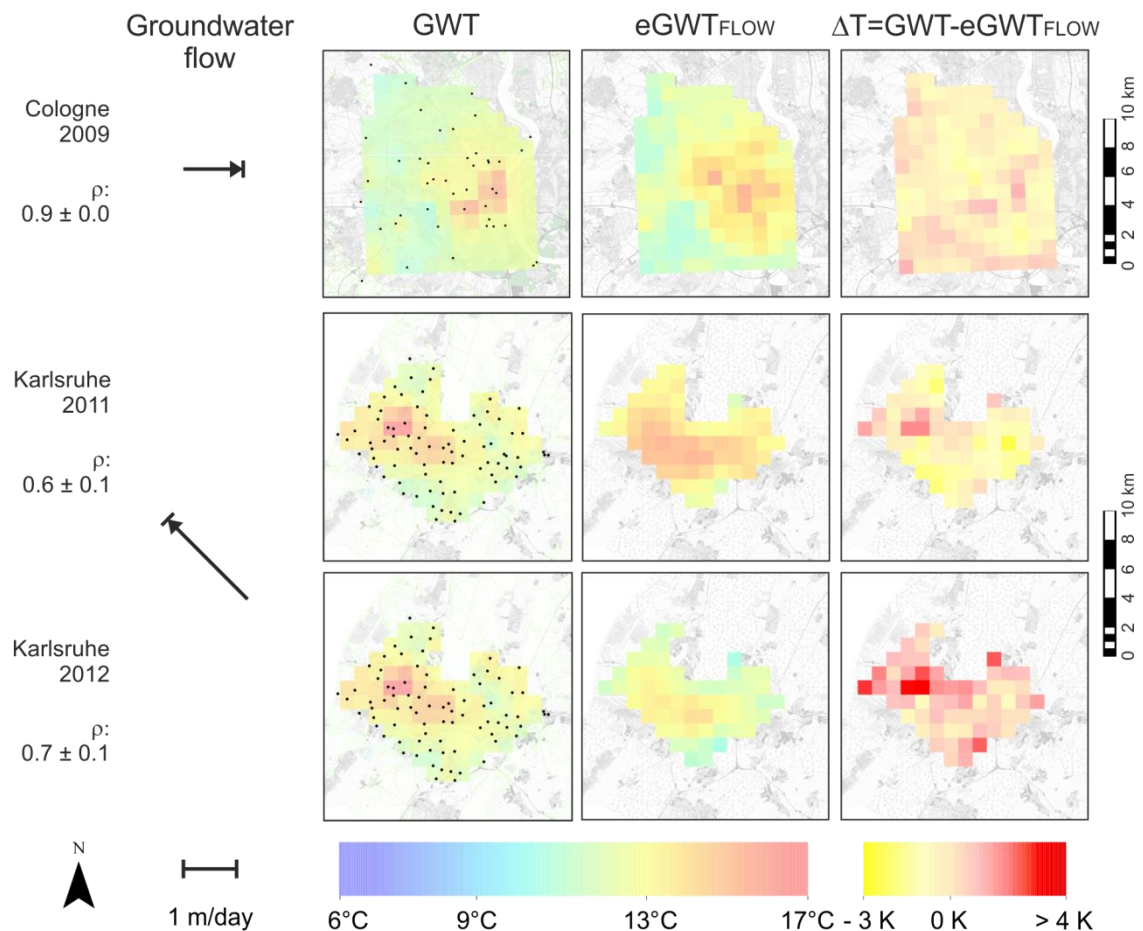 Groundwater
flow
GWT
eGWTFLOW
ΔT=GWT-eGWTFLOW
Cologne
2009
ρ:
0.9 ± 0.0
0 2 4 6 8 10 km
Karlsruhe
2011
ρ:
0.6 ± 0.1
0 2 4 6 8 10 km
Karlsruhe
2012
ρ:
0.7 ± 0.1
N
1 m/day
6°C 9°C 13°C 17°C
- 3 K 0 K > 4 K